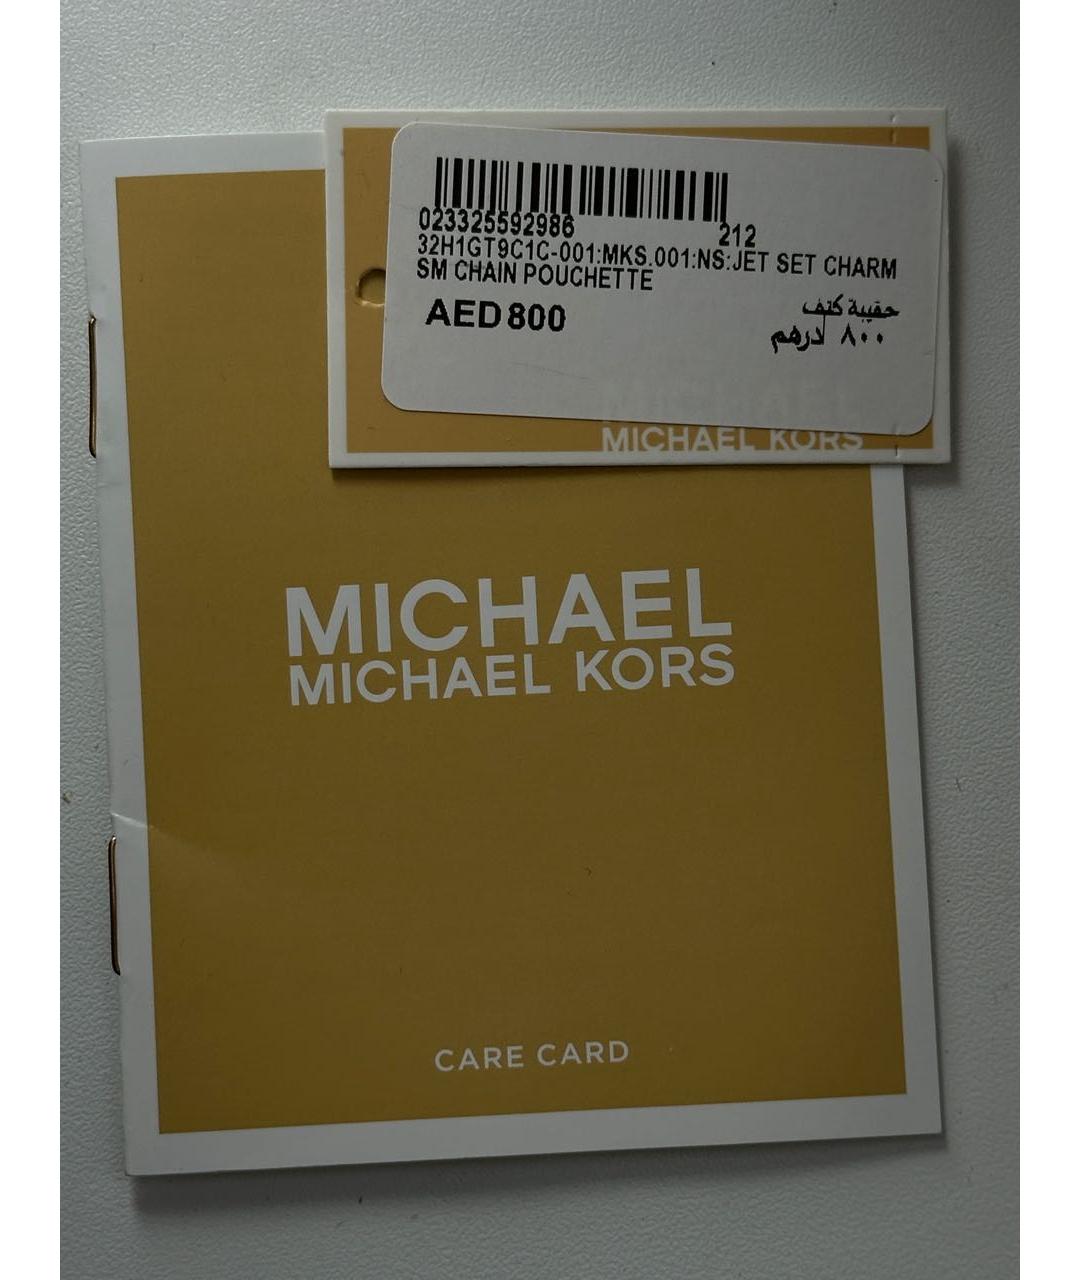 023325592986 212
32H1GT9C1C-001:MKS.001:NS:JET SET CHARM
SM CHAIN POUCHETTE
حقيبة كتف
AED 800
٨٠٠ درهم
MICHAEL KORS
MICHAEL
MICHAEL KORS
CARE CARD